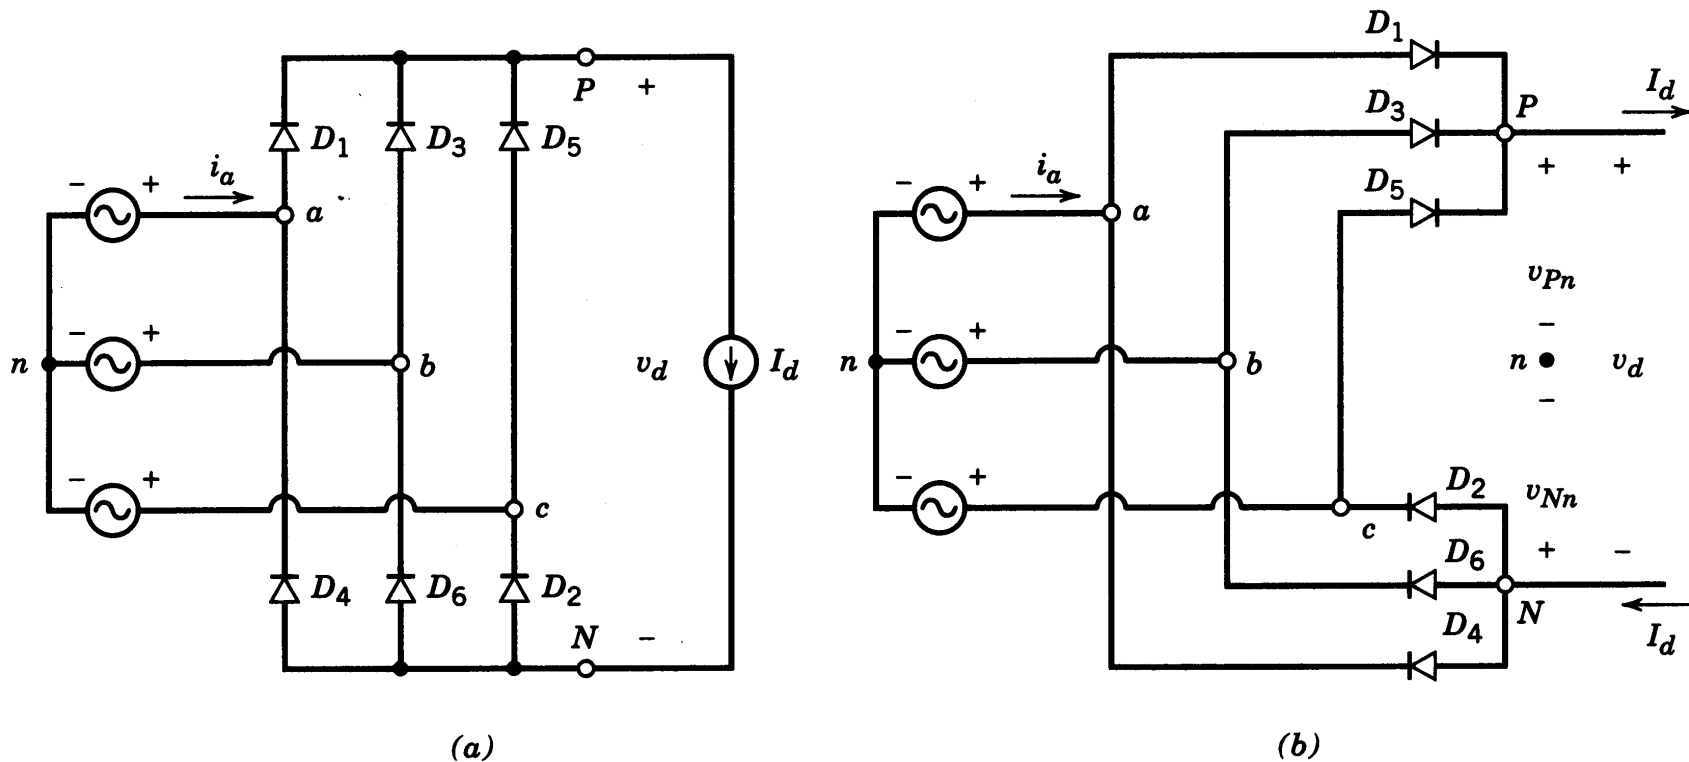 P +
D1 D3 D5
ia
- +
a
- +
n b
vd Id
- +
c
D4 D6 D2
N -
(a)
D1
Id
D3 P
+ +
D5
ia
- +
a
vPn
-
- +
n b
n vd
-
- +
D2
vNn
c
D6 + -
N
D4
Id
(b)